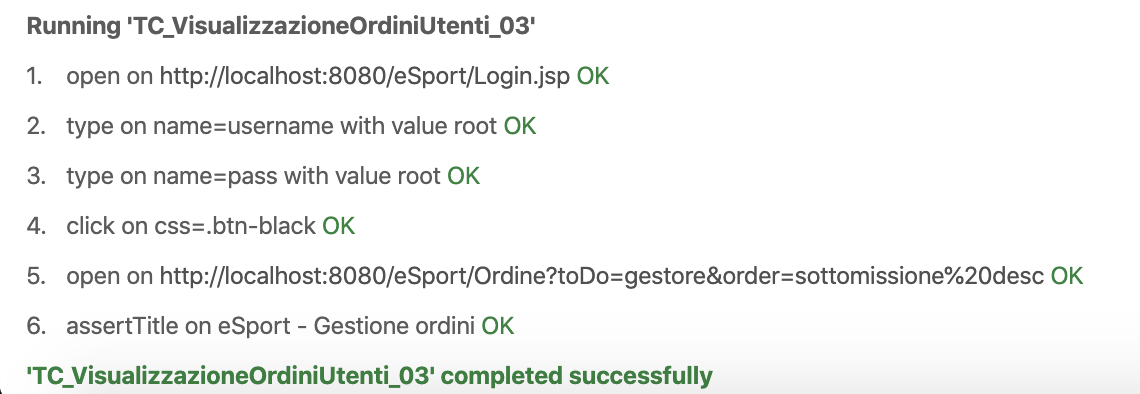 Running 'TC_VisualizzazioneOrdiniUtenti_03'
1. open on http://localhost:8080/eSport/Login.jsp OK
2. type on name=username with value root OK
3. type on name=pass with value root OK
4. click on css=.btn-black OK
5. open on http://localhost:8080/eSport/Ordine?toDo=gestore&order=sottomissione%20desc OK
6. assertTitle on eSport - Gestione ordini OK
'TC_VisualizzazioneOrdiniUtenti_03' completed successfully